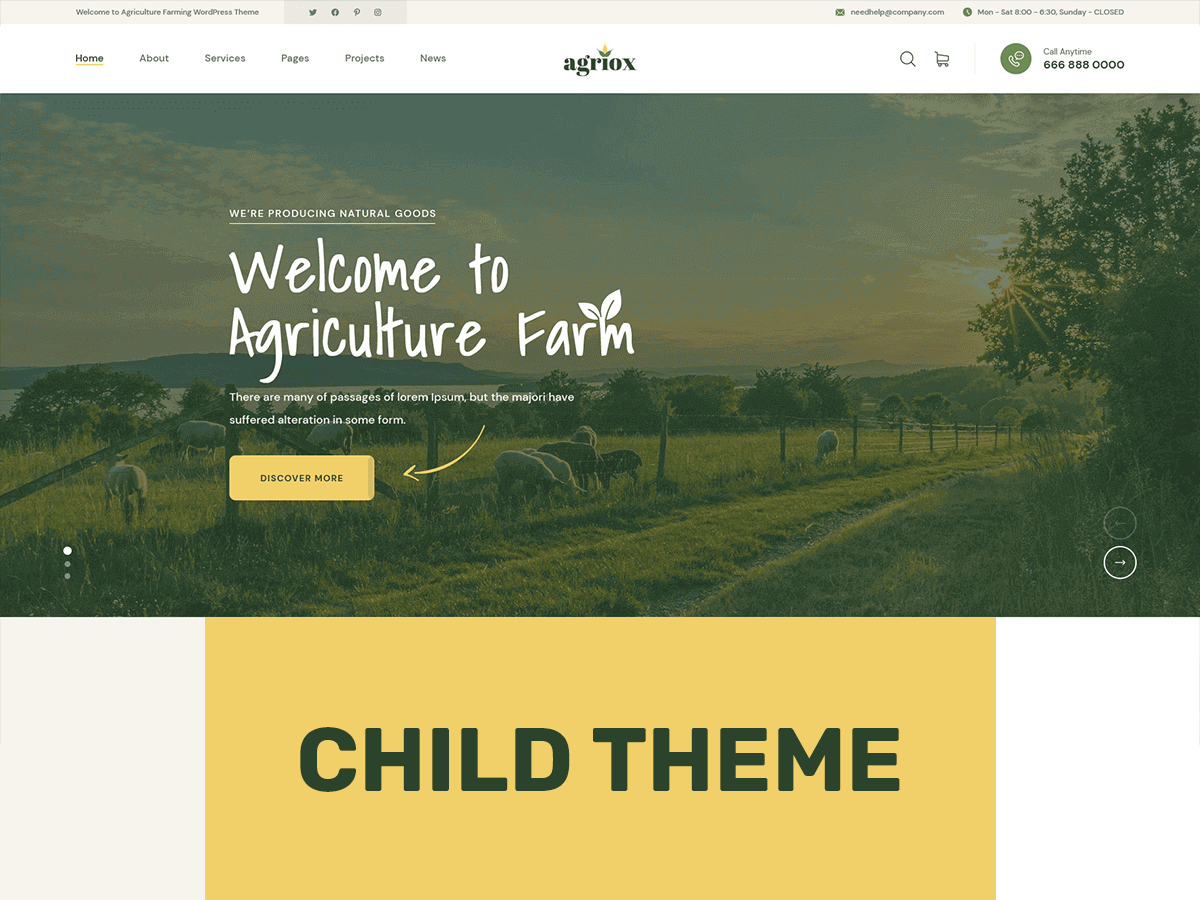 Welcome to Agriculture Farming WordPress Theme
needhelp@company.com
Mon - Sat 8:00 - 6:30, Sunday - CLOSED
Home About Services Pages Projects News
agriox
Call Anytime
666 888 0000
WE'RE PRODUCING NATURAL GOODS
Welcome to
Agriculture Farm
There are many of passages of lorem Ipsum, but the majori have
suffered alteration in some form.
DISCOVER MORE
CHILD THEME